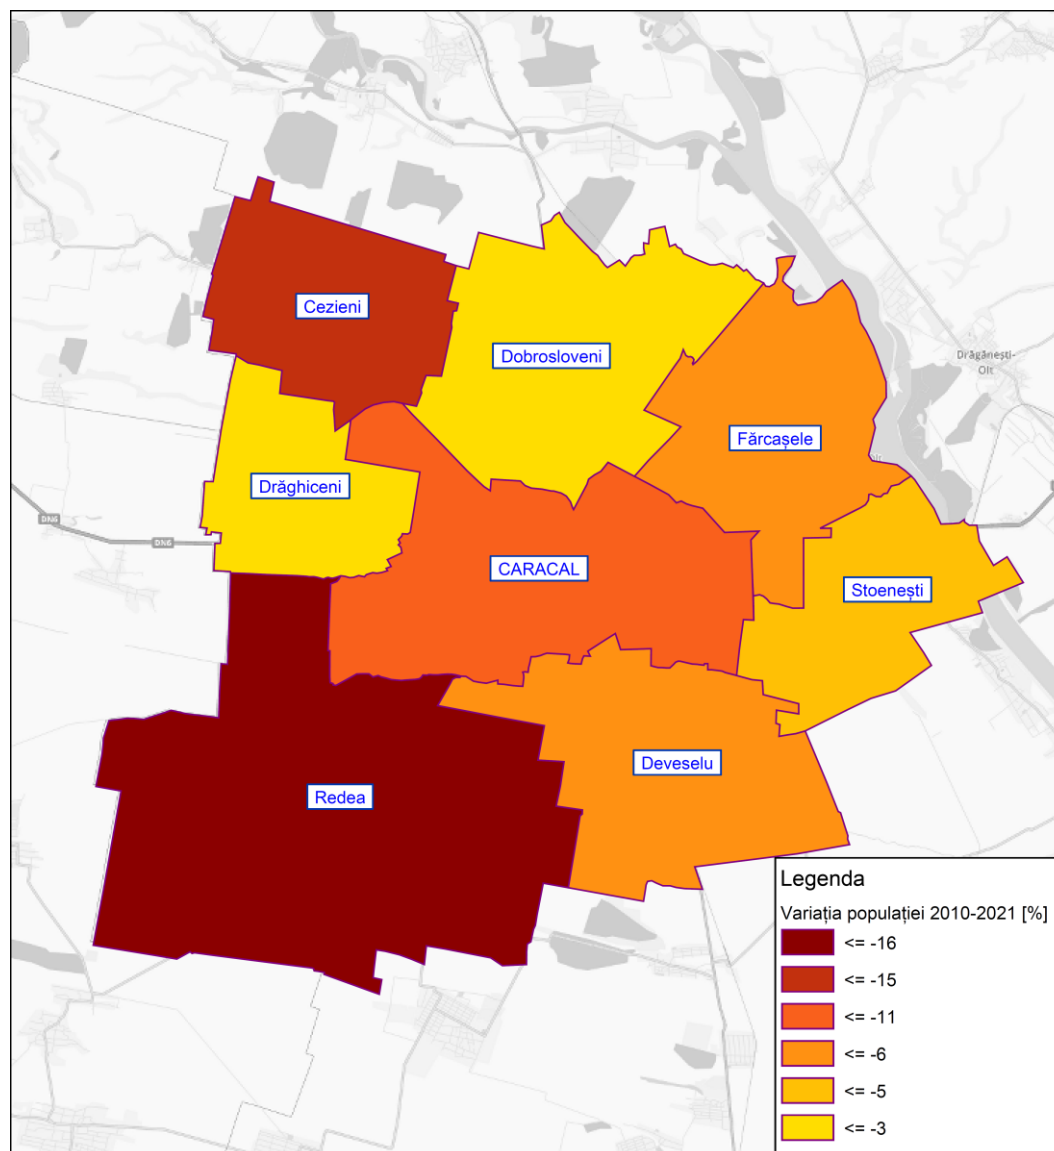 Cezieni
Dobrosloveni
Drăgănești-
Olt
Fărcașele
Drăghiceni
DN6
DN6
CARACAL
Stoenești
Deveselu
Redea
Legenda
Variația populației 2010-2021 [%]
<= -16
<= -15
<= -11
<= -6
<= -5
<= -3